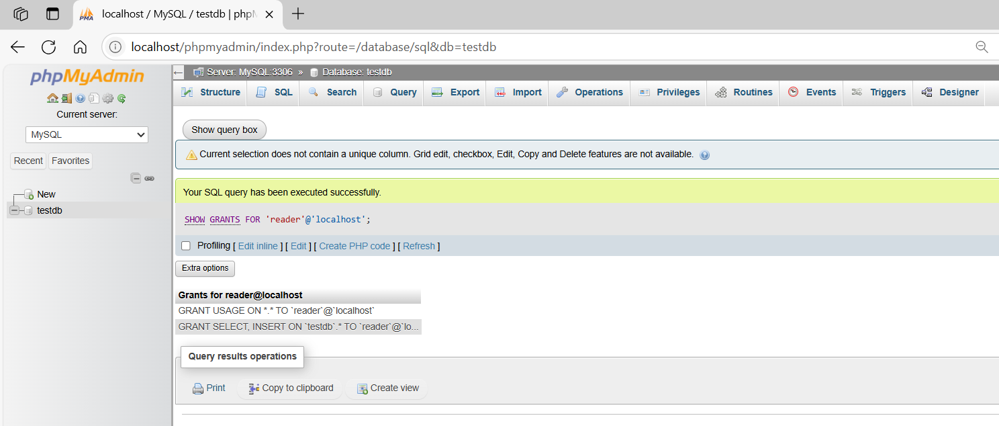 localhost / MySQL / testdb | phpM
localhost/phpmyadmin/index.php?route=/database/sql&db=testdb
phpMyAdmin
Current server:
MySQL
Recent Favorites
New
testdb
Server: MySQL:3306 » Database: testdb
Structure SQL Search Query Export Import Operations Privileges Routines Events Triggers Designer
Show query box
Current selection does not contain a unique column. Grid edit, checkbox, Edit, Copy and Delete features are not available.
Your SQL query has been executed successfully.
SHOW GRANTS FOR 'reader'@'localhost';
Profiling [ Edit inline ] [ Edit ] [ Create PHP code ] [ Refresh ]
Extra options
Grants for reader@localhost
GRANT USAGE ON *.* TO `reader`@`localhost`
GRANT SELECT, INSERT ON `testdb`.* TO `reader`@`lo...
Query results operations
Print Copy to clipboard Create view